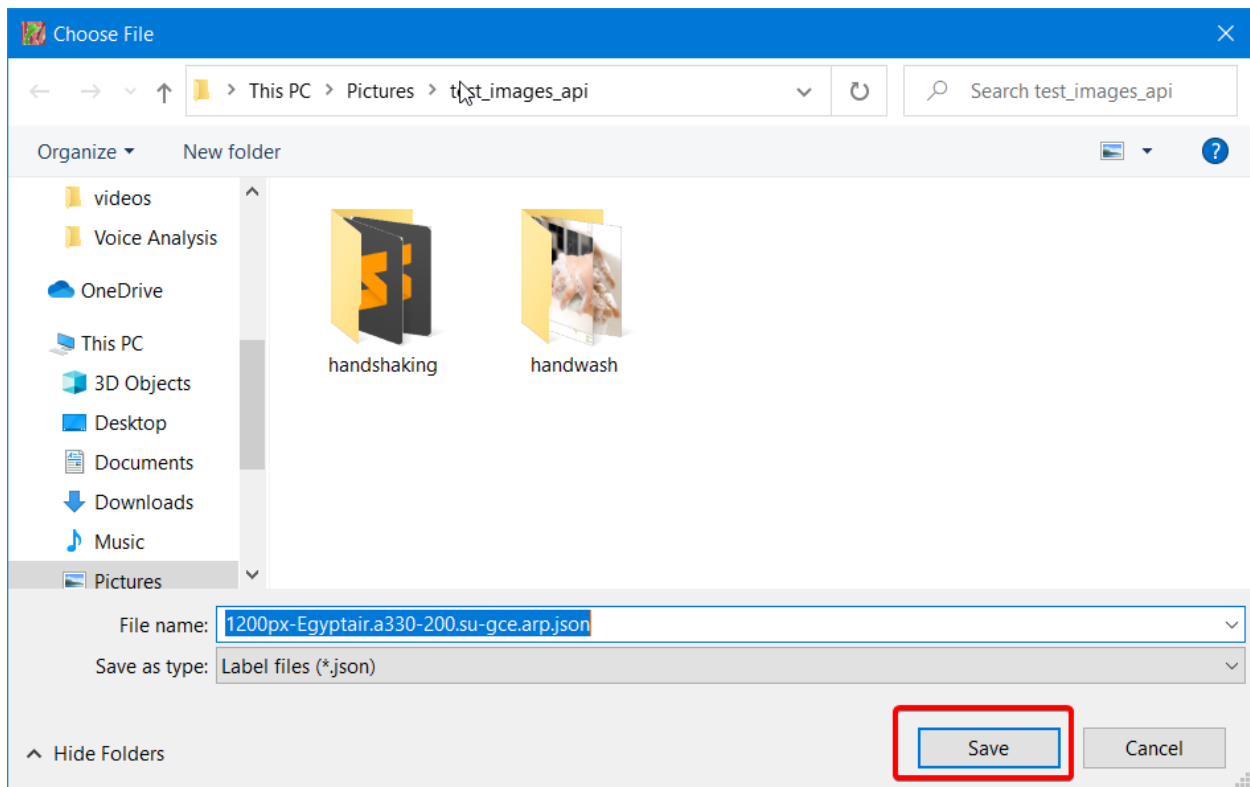 Choose File
This PC > Pictures > test_images_api
Search test_images_api
Organize
New folder
videos
Voice Analysis
OneDrive
This PC
3D Objects
Desktop
Documents
Downloads
Music
Pictures
handshaking
handwash
File name: 1200px-Egyptair.a330-200.su-gce.arp.json
Save as type: Label files (*.json)
Hide Folders
Save
Cancel